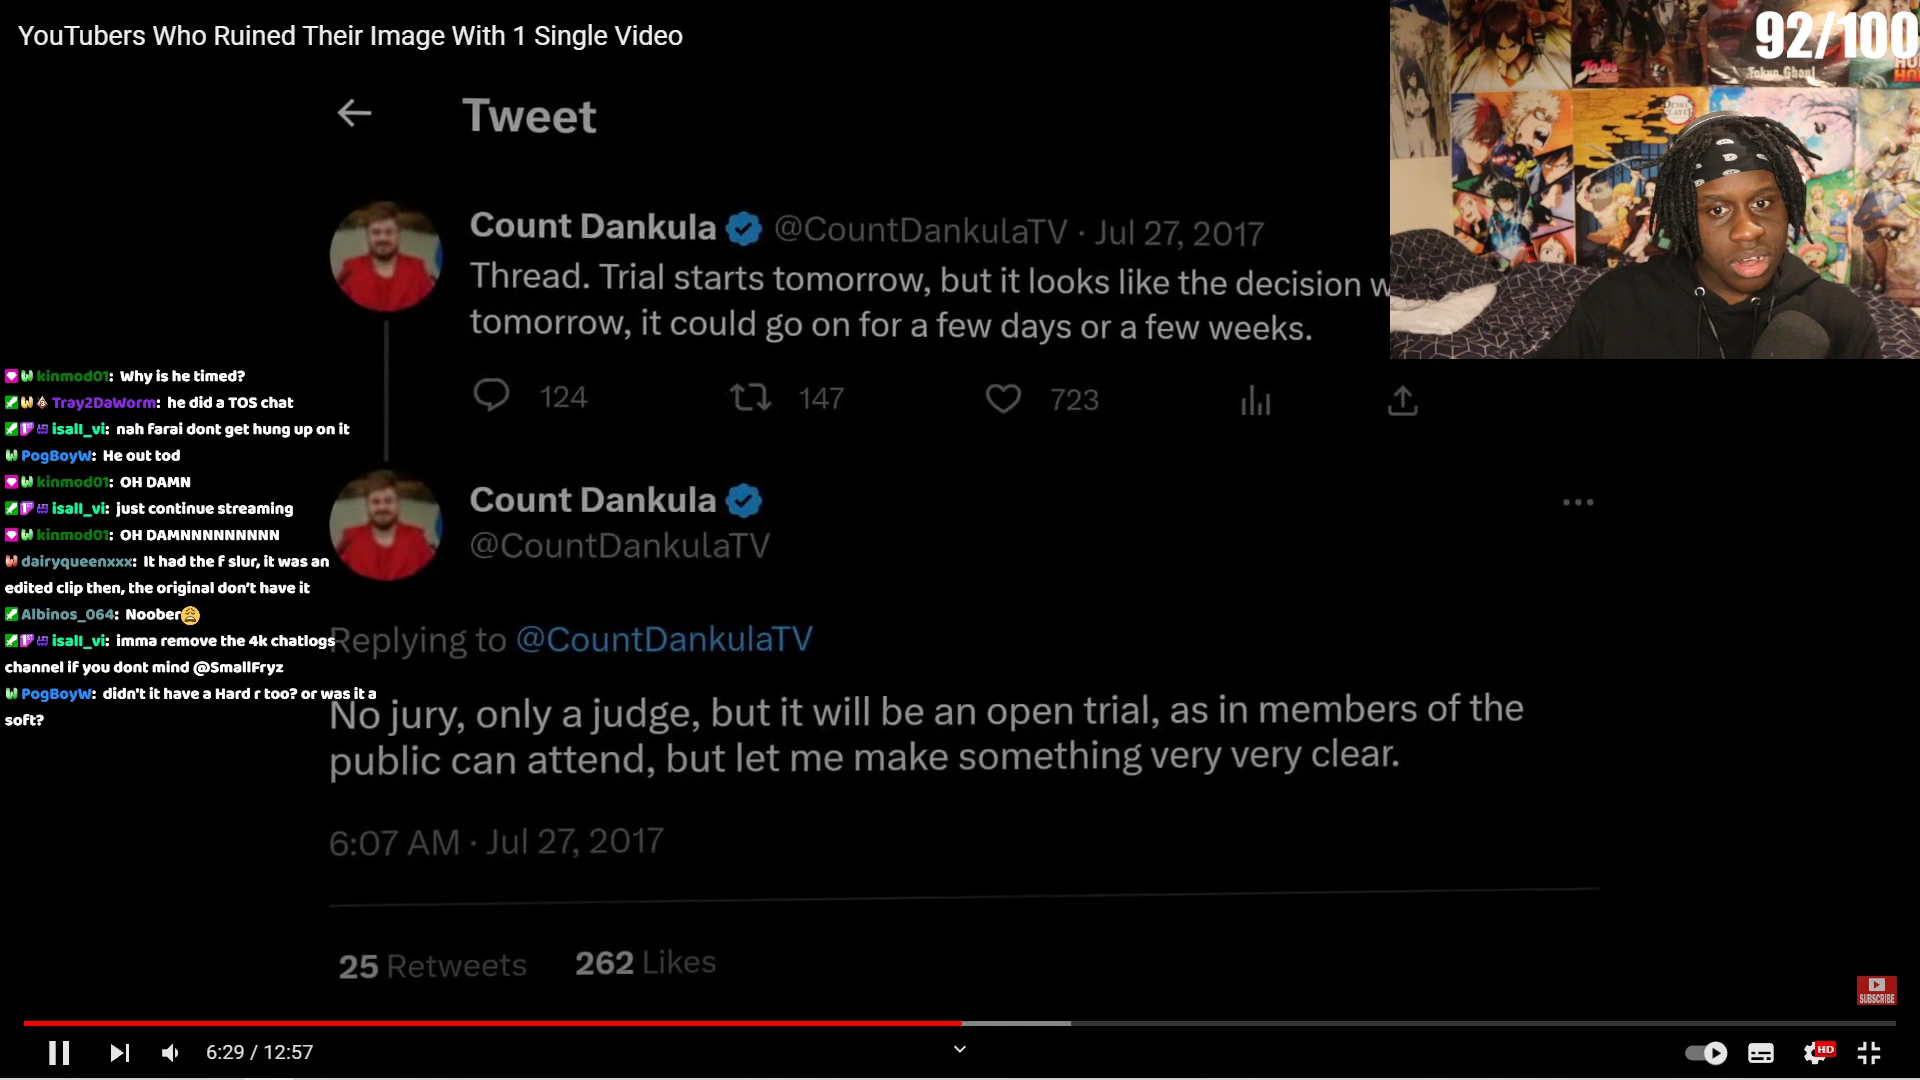 YouTubers Who Ruined Their Image With 1 Single Video
92/100
Tokyo Ghoul
Tweet
Count Dankula @CountDankulaTV · Jul 27, 2017
Thread. Trial starts tomorrow, but it looks like the decision w
tomorrow, it could go on for a few days or a few weeks.
124 147 723
kinmod01: Why is he timed?
Tray2DaWorm: he did a TOS chat
isall_vi: nah farai dont get hung up on it
PogBoyW: He out tod
kinmod01: OH DAMN
isall_vi: just continue streaming
kinmod01: OH DAMNNNNNNNNN
dairyqueenxxx: It had the f slur, it was an
edited clip then, the original don't have it
Albinos_064: Noober😩
isall_vi: imma remove the 4k chatlogs
channel if you dont mind @SmallFryz
PogBoyW: didn't it have a Hard r too? or was it a
soft?
Count Dankula
@CountDankulaTV
Replying to @CountDankulaTV
No jury, only a judge, but it will be an open trial, as in members of the
public can attend, but let me make something very very clear.
6:07 AM · Jul 27, 2017
25 Retweets 262 Likes
SUBSCRIBE
6:29 / 12:57
HD